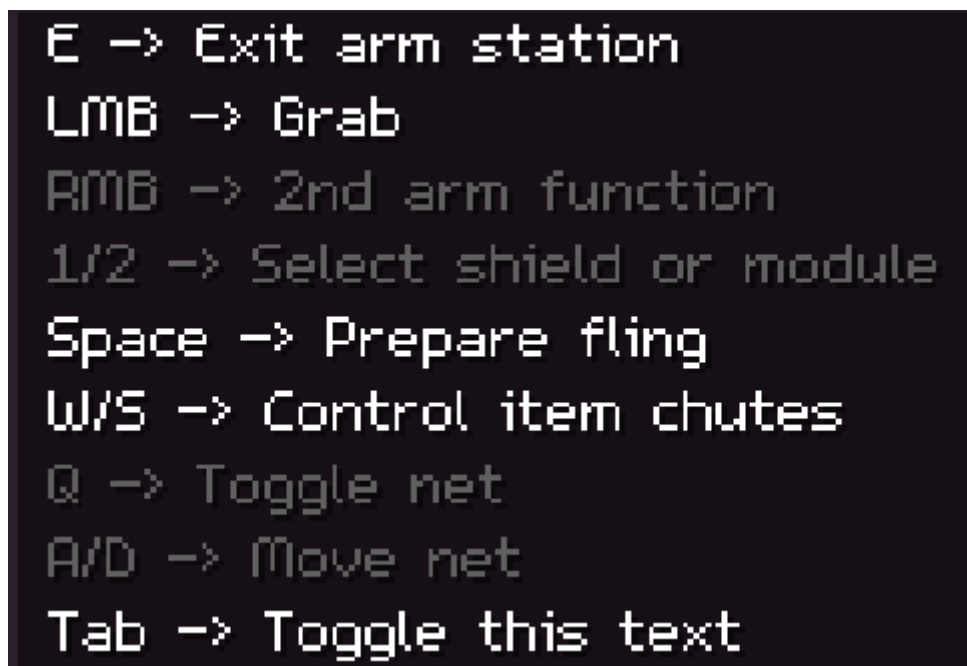 E -> Exit arm station
LMB -> Grab
RMB -> 2nd arm function
1/2 -> Select shield or module
Space -> Prepare fling
W/S -> Control item chutes
Q -> Toggle net
A/D -> Move net
Tab -> Toggle this text